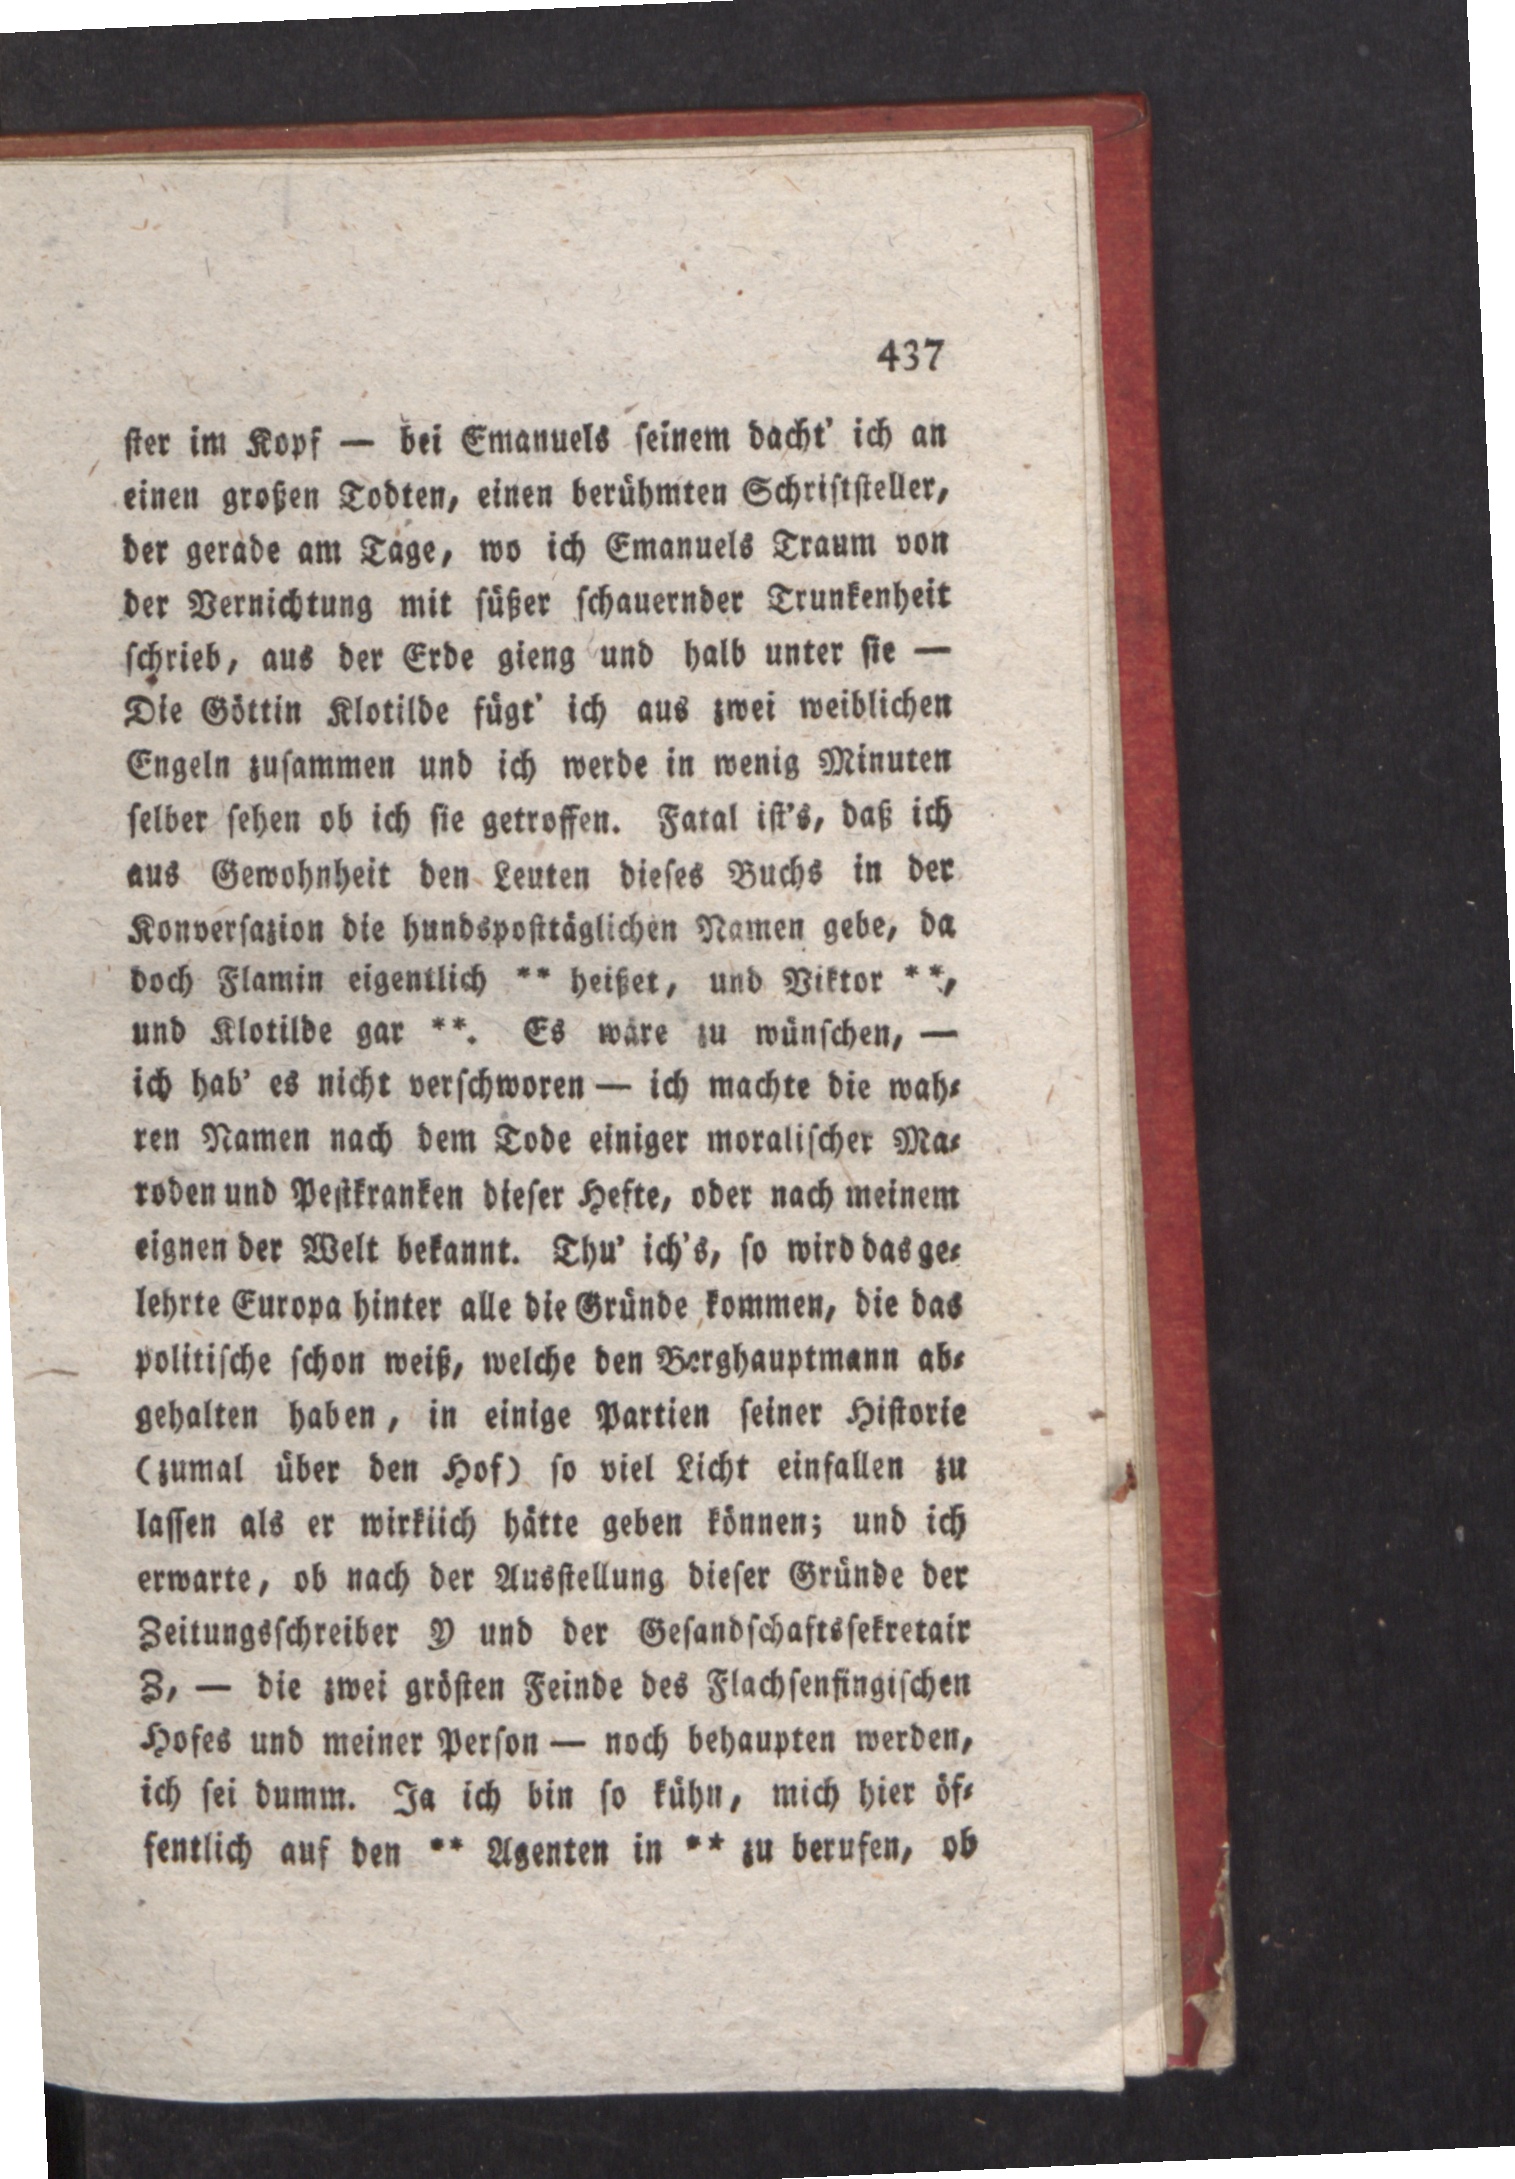 437
ſter im Kopf — bei Emanuels ſeinem dacht' ich an
einen großen Todten, einen berühmten Schriftſteller,
der gerade am Tage, wo ich Emanuels Traum von
der Vernichtung mit ſüßer ſchauernder Trunkenheit
ſchrieb, aus der Erde gieng und halb unter ſie —
Die Göttin Klotilde fügt' ich aus zwei weiblichen
Engeln zuſammen und ich werde in wenig Minuten
ſelber ſehen ob ich ſie getroffen. Fatal iſt's, daß ich
aus Gewohnheit den Leuten dieſes Buchs in der
Konverſazion die hundspoſttäglichen Namen gebe, da
doch Flamin eigentlich ** heißet, und Viktor **,
und Klotilde gar **. Es wäre zu wünſchen, —
ich hab' es nicht verſchworen — ich machte die wah⸗
ren Namen nach dem Tode einiger moraliſcher Ma⸗
roden und Peſtkranken dieſer Hefte, oder nach meinem
eignen der Welt bekannt. Thu' ich's, ſo wird das ge⸗
lehrte Europa hinter alle die Gründe kommen, die das
politiſche ſchon weiß, welche den Berghauptmann ab⸗
gehalten haben, in einige Partien ſeiner Hiſtorie
(zumal über den Hof) ſo viel Licht einfallen zu
laſſen als er wirkiich hätte geben können; und ich
erwarte, ob nach der Ausſtellung dieſer Gründe der
Zeitungsſchreiber Y und der Geſandſchaftsſekretair
Z, — die zwei gröſten Feinde des Flachſenfingiſchen
Hofes und meiner Perſon — noch behaupten werden,
ich ſei dumm. Ja ich bin ſo kühn, mich hier öf⸗
fentlich auf den ** Agenten in ** zu berufen, ob